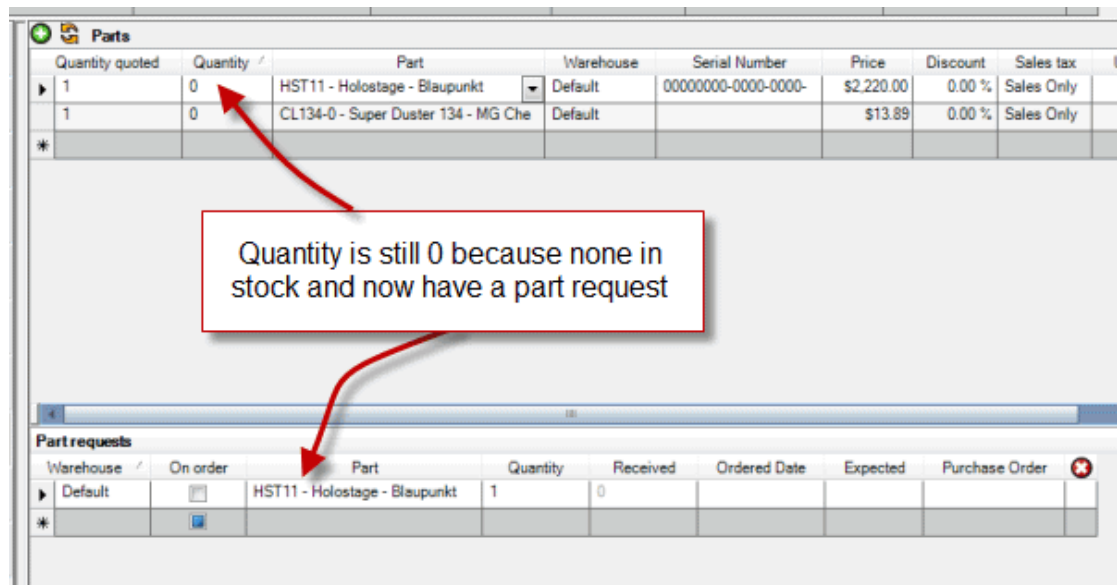 Parts
Quantity quoted Quantity Part Warehouse Serial Number Price Discount Sales tax
1 0 HST11 - Holostage - Blaupunkt Default 00000000-0000-0000- $2,220.00 0.00 % Sales Only
1 0 CL134-0 - Super Duster 134 - MG Che Default $13.89 0.00 % Sales Only
Quantity is still 0 because none in
stock and now have a part request
Part requests
Warehouse On order Part Quantity Received Ordered Date Expected Purchase Order
Default HST11 - Holostage - Blaupunkt 1 0